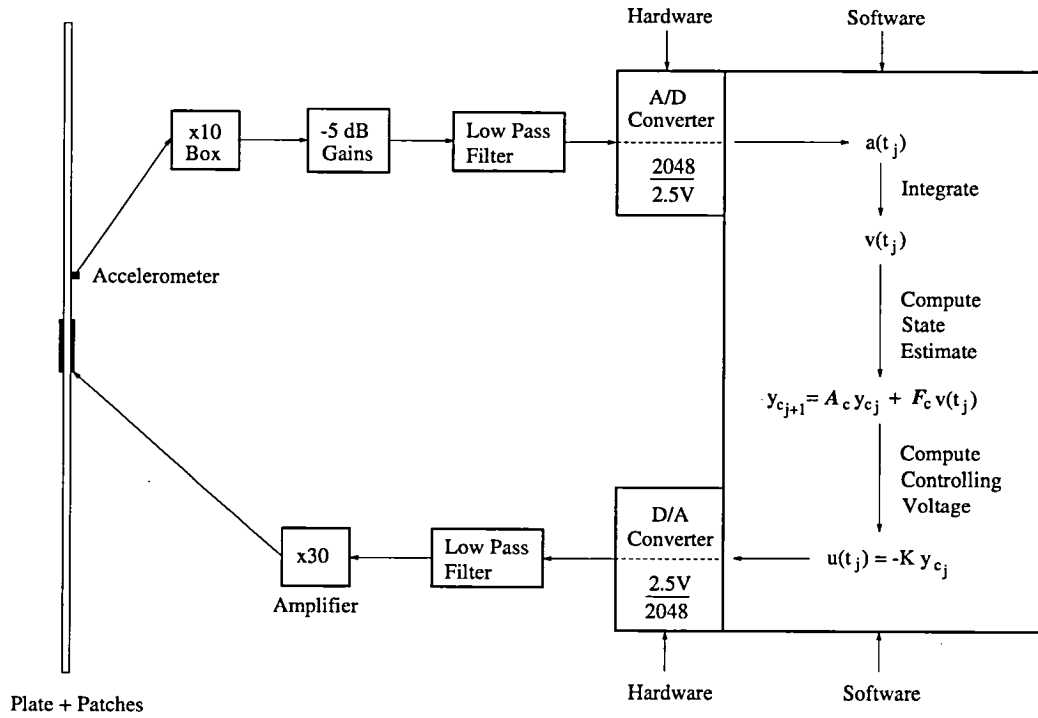 Hardware
Software
x10
Box
-5 dB
Gains
Low Pass
Filter
A/D
Converter
2048
2.5V
a(t_j)
Integrate
v(t_j)
Accelerometer
Compute
State
Estimate
y_{c_{j+1}} = A_c y_{c_j} + F_c v(t_j)
Compute
Controlling
Voltage
D/A
Converter
2.5V
2048
u(t_j) = -K y_{c_j}
Low Pass
Filter
x30
Amplifier
Hardware
Software
Plate + Patches